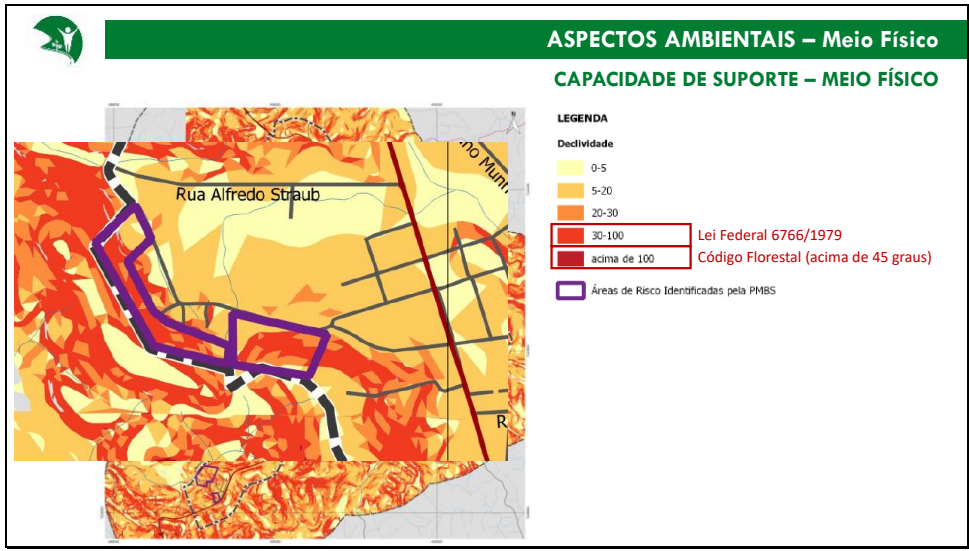 ASPECTOS AMBIENTAIS – Meio Físico
CAPACIDADE DE SUPORTE – MEIO FÍSICO
LEGENDA
Declividade
0-5
5-20
20-30
30-100
Lei Federal 6766/1979
acima de 100
Código Florestal (acima de 45 graus)
Áreas de Risco Identificadas pela PMBS
N
Rua Alfredo Straub
R